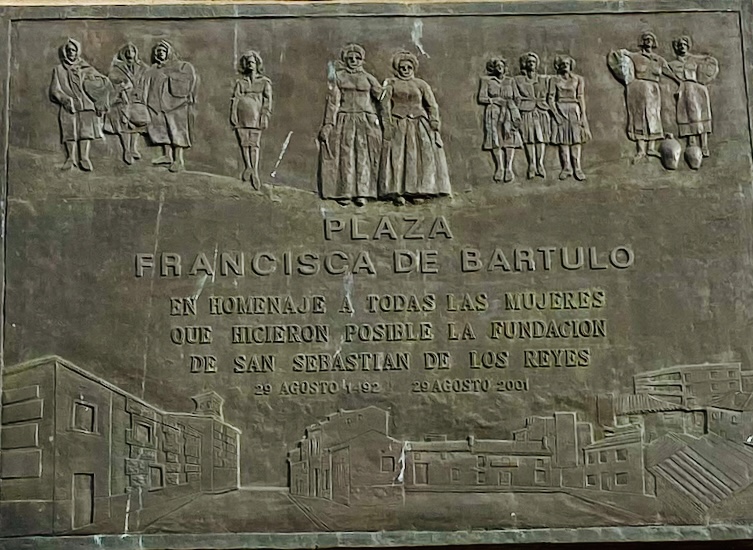 PLAZA
FRANCISCA DE BARTULO
EN HOMENAJE A TODAS LAS MUJERES
QUE HICIERON POSIBLE LA FUNDACION
DE SAN SEBASTIAN DE LOS REYES
29 AGOSTO 1492 29 AGOSTO 2001